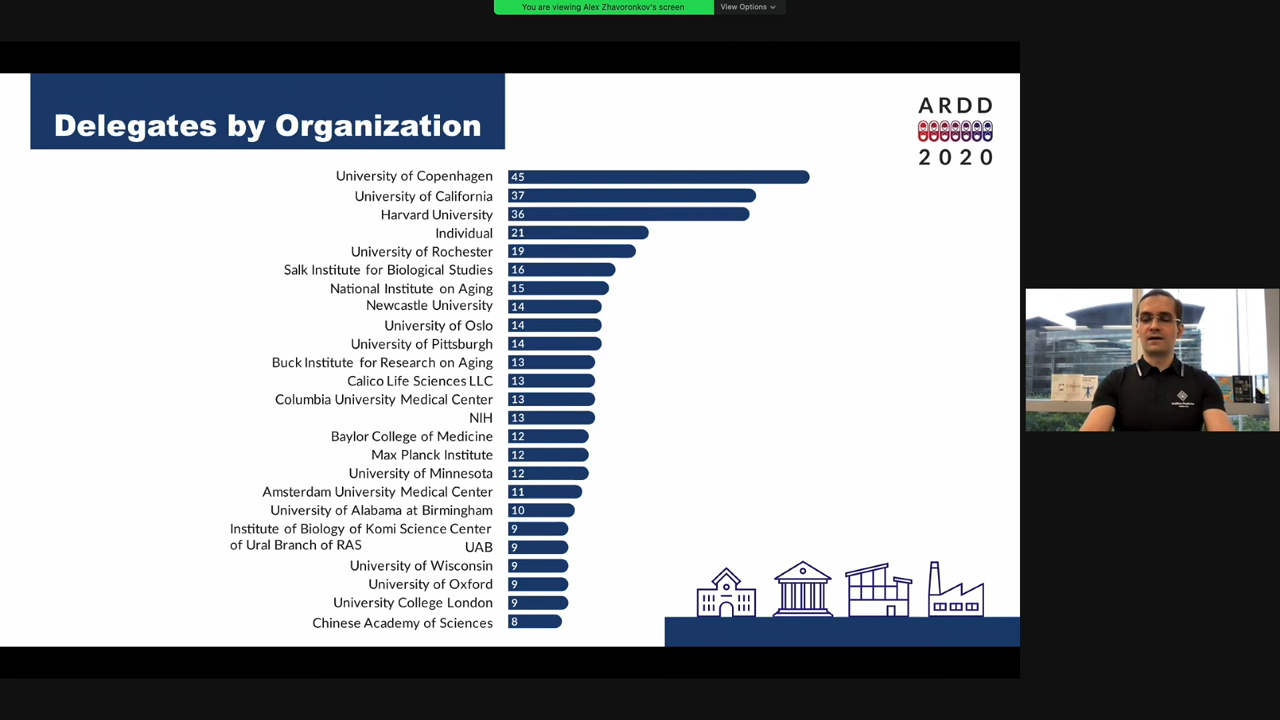 You are viewing Alex Zhavoronkov's screen
View Options
Delegates by Organization
ARDD
2020
University of Copenhagen 45
University of California 37
Harvard University 36
Individual 21
University of Rochester 19
Salk Institute for Biological Studies 16
National Institute on Aging 15
Newcastle University 14
University of Oslo 14
University of Pittsburgh 14
Buck Institute for Research on Aging 13
Calico Life Sciences LLC 13
Columbia University Medical Center 13
NIH 13
Baylor College of Medicine 12
Max Planck Institute 12
University of Minnesota 12
Amsterdam University Medical Center 11
University of Alabama at Birmingham 10
Institute of Biology of Komi Science Center 9
of Ural Branch of RAS
UAB 9
University of Wisconsin 9
University of Oxford 9
University College London 9
Chinese Academy of Sciences 8